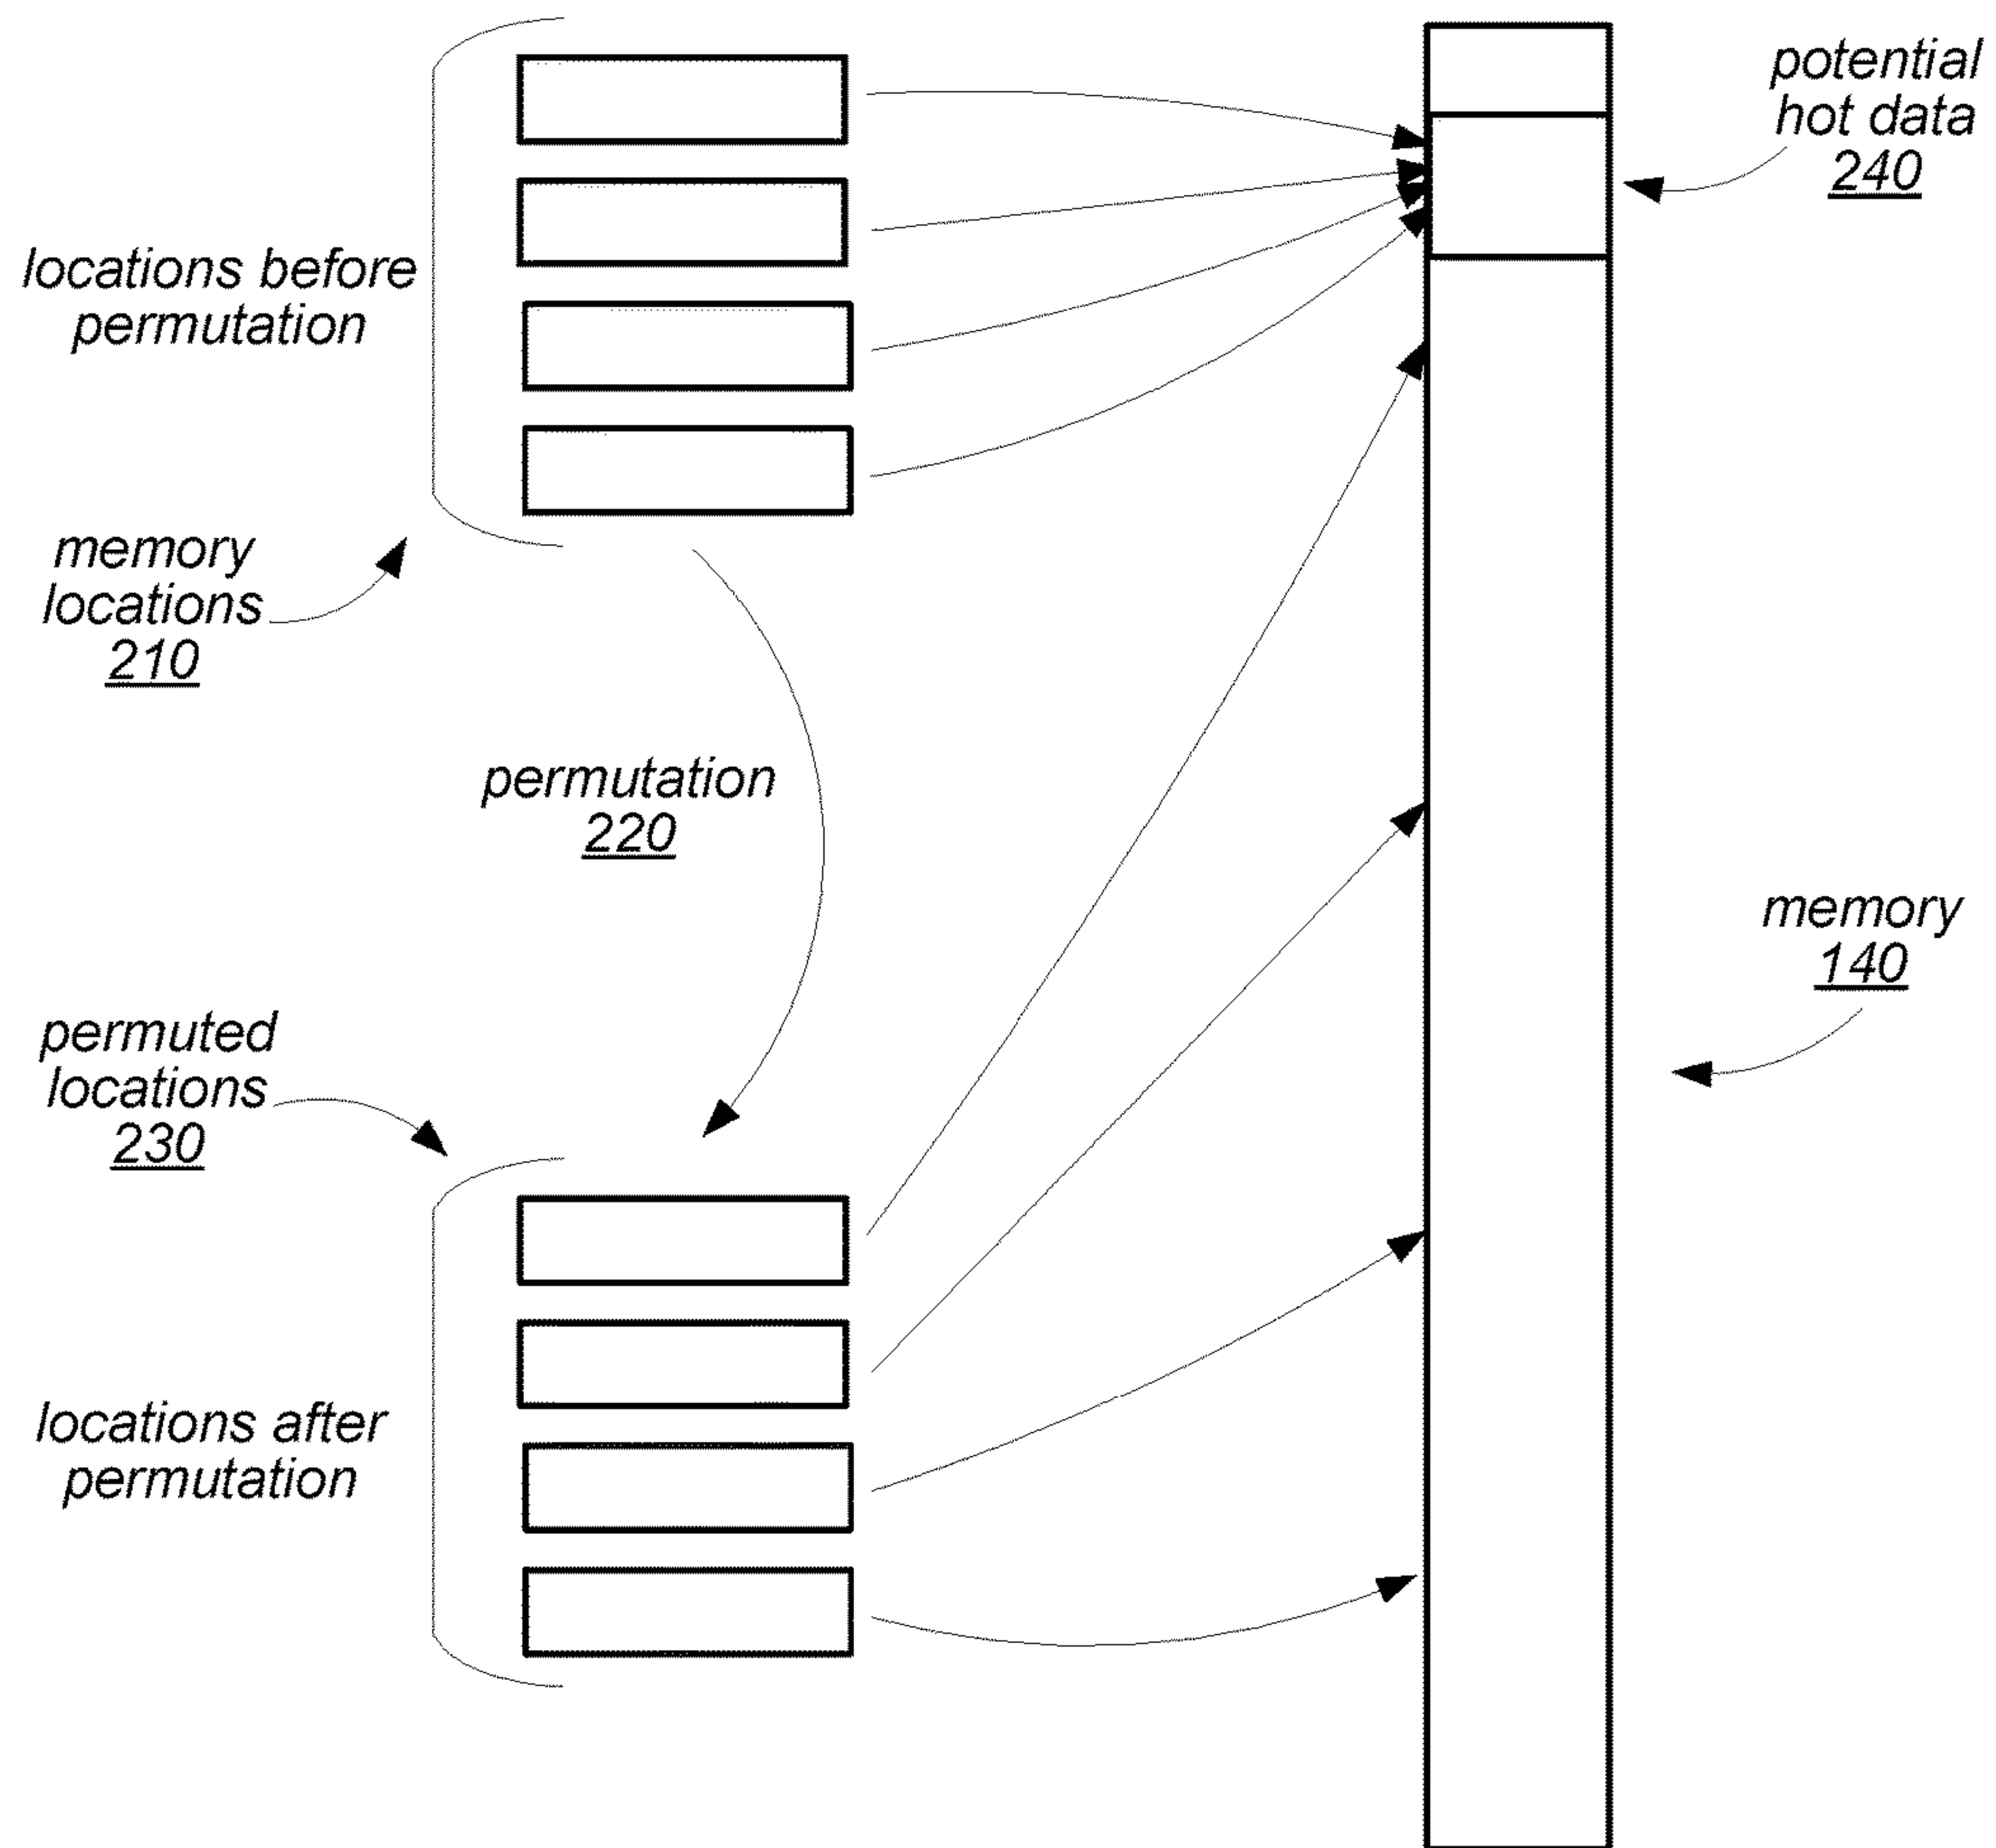 potential
hot data
240
locations before
permutation
memory
locations
210
permutation
220
memory
140
permuted
locations
230
locations after
permutation